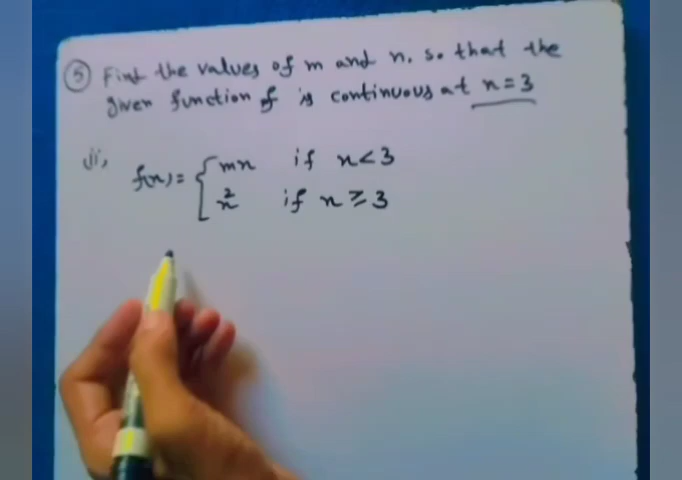 ⑤ Find the values of m and n, so that the
given function f is continuous at x=3
(ii) f(x) = { mx if x<3
x² if x ≥ 3